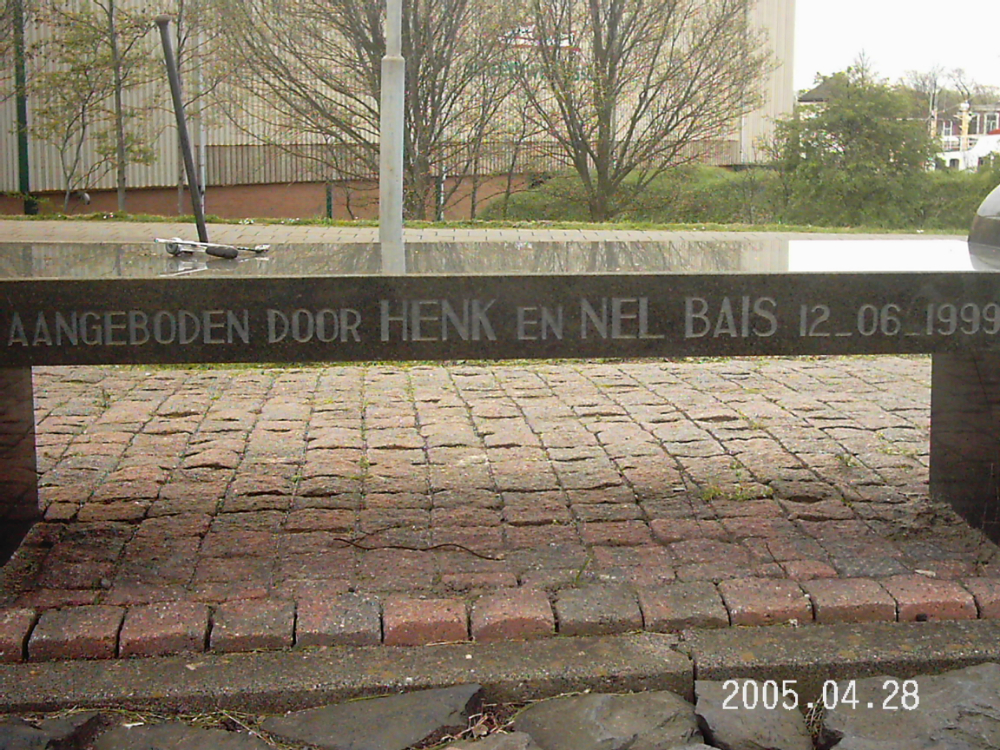 AANGEBODEN DOOR HENK EN NEL BAIS 12_06_1999
2005.04.28